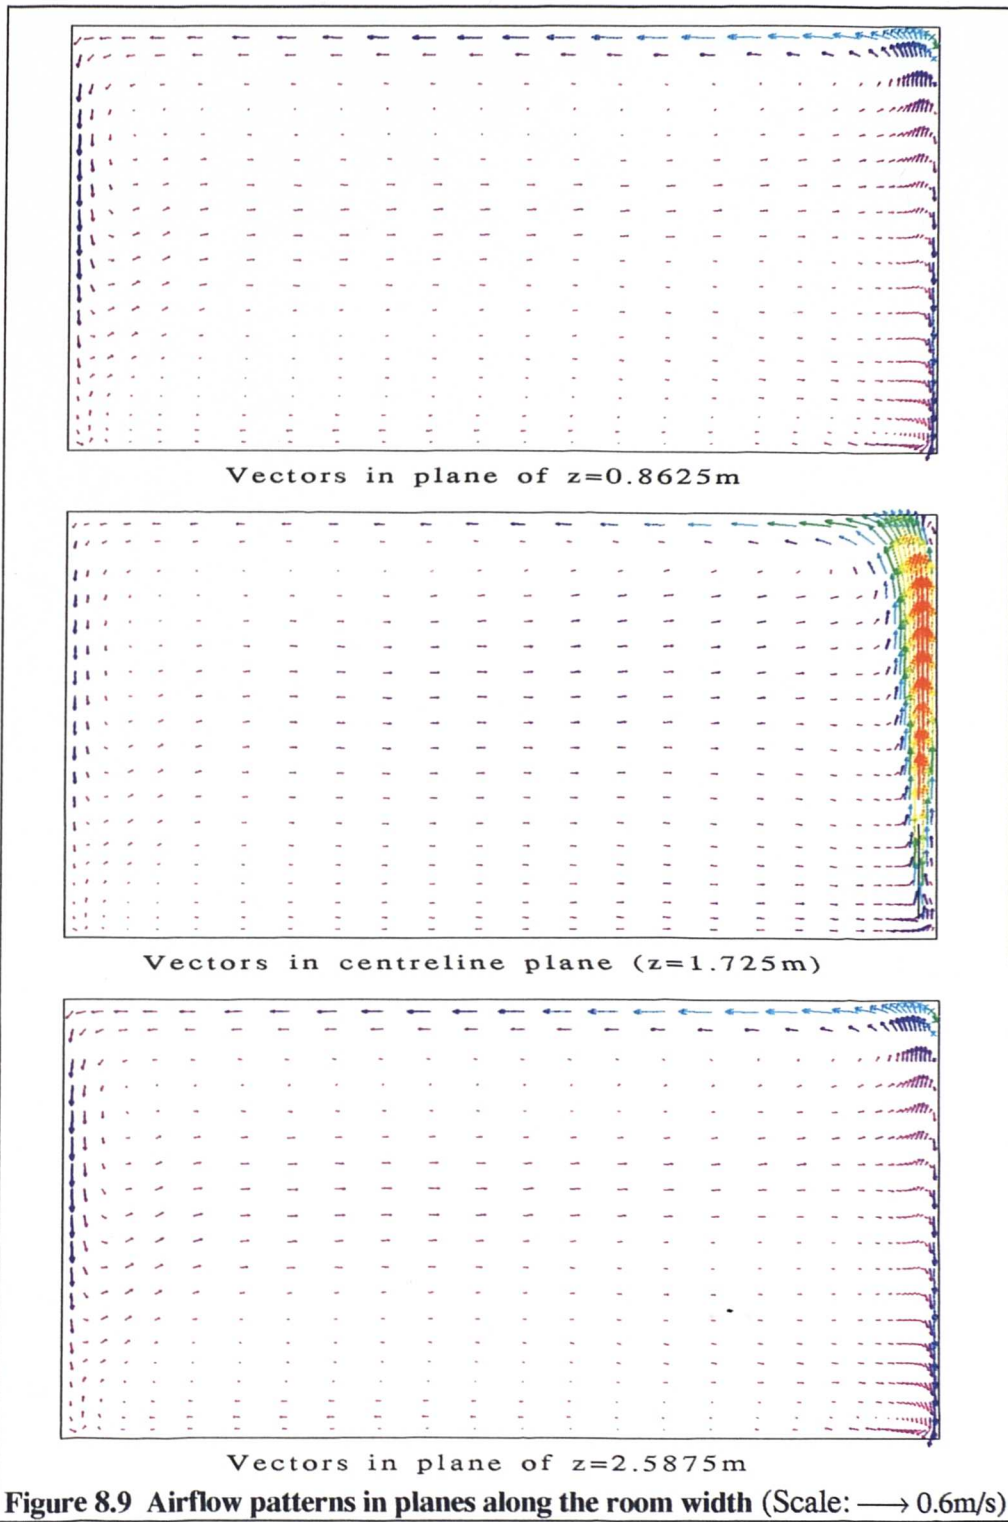 Vectors in plane of z=0.8625m
Vectors in centreline plane (z=1.725m)
Vectors in plane of z=2.5875m
Figure 8.9 Airflow patterns in planes along the room width (Scale: ⟶ 0.6m/s)